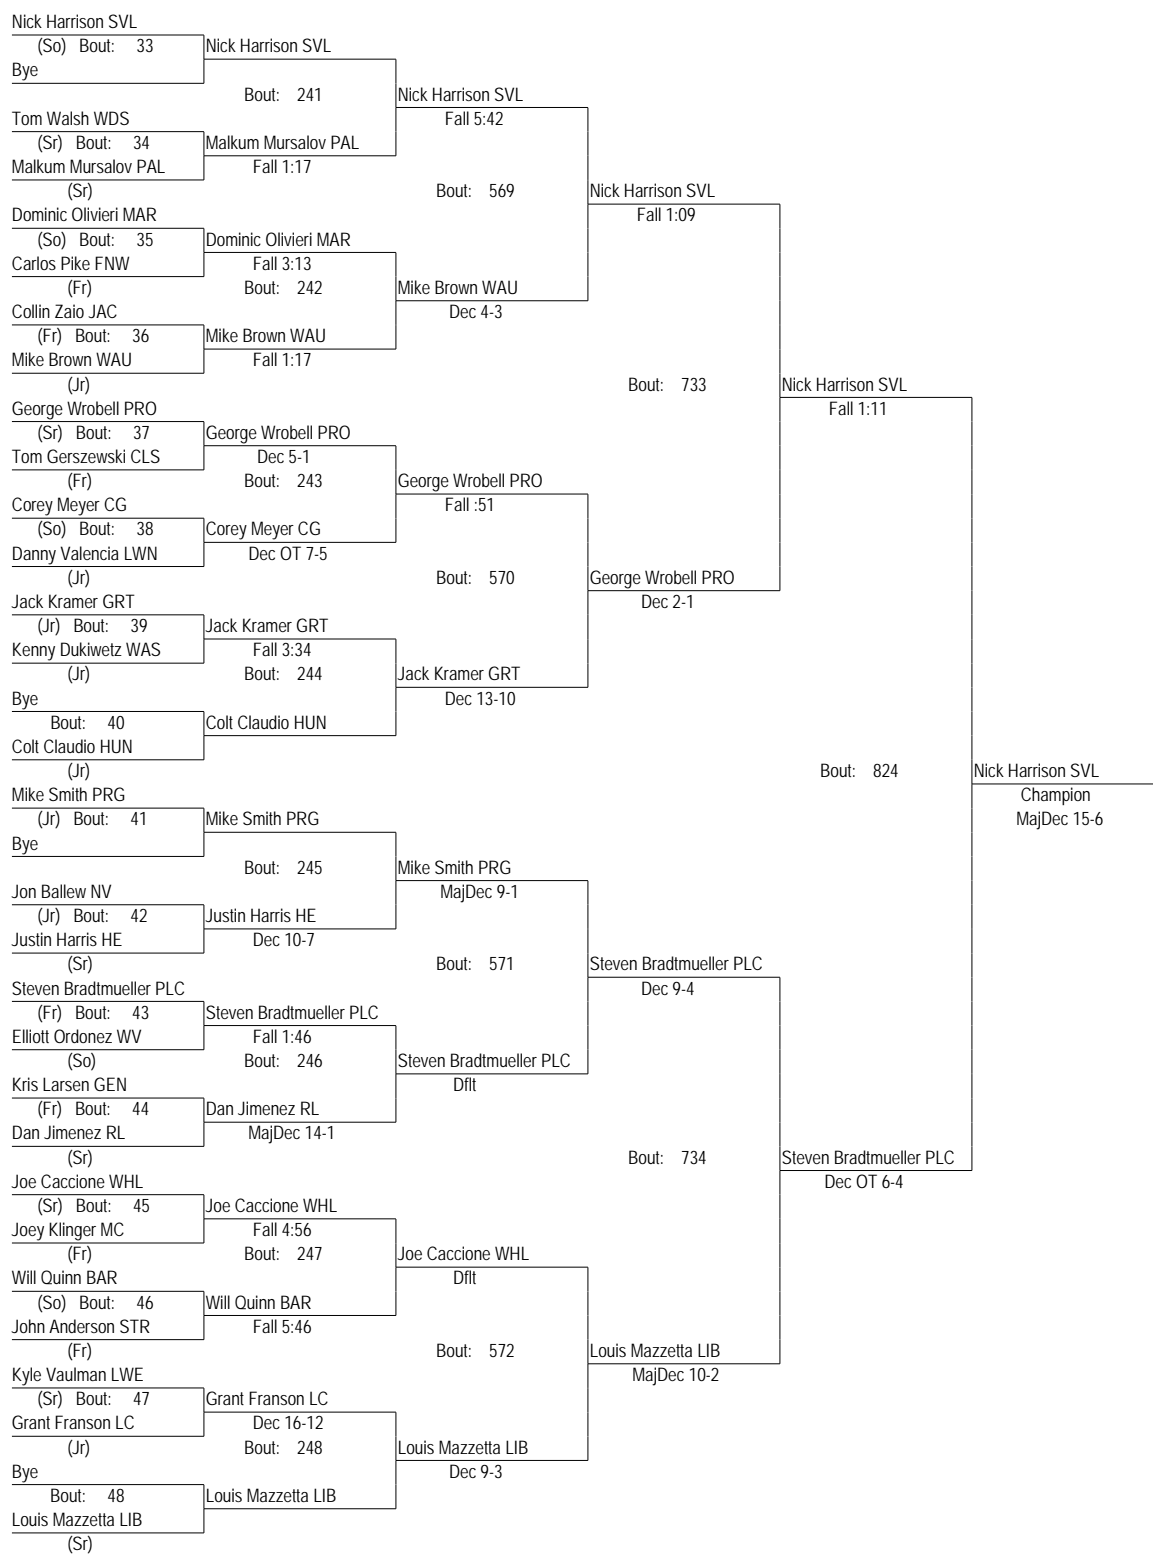 Nick Harrison SVL
(So) Bout: 33 Nick Harrison SVL
Bye
Bout: 241 Nick Harrison SVL
Tom Walsh WDS Fall 5:42
(Sr) Bout: 34 Malkum Mursalov PAL
Malkum Mursalov PAL Fall 1:17
(Sr) Bout: 569 Nick Harrison SVL
Dominic Olivieri MAR Fall 1:09
(So) Bout: 35 Dominic Olivieri MAR
Carlos Pike FNW Fall 3:13
(Fr) Bout: 242 Mike Brown WAU
Collin Zaio JAC Dec 4-3
(Fr) Bout: 36 Mike Brown WAU
Mike Brown WAU Fall 1:17
(Jr) Bout: 733 Nick Harrison SVL
George Wrobell PRO Fall 1:11
(Sr) Bout: 37 George Wrobell PRO
Tom Gerszewski CLS Dec 5-1
(Fr) Bout: 243 George Wrobell PRO
Corey Meyer CG Fall :51
(So) Bout: 38 Corey Meyer CG
Danny Valencia LWN Dec OT 7-5
(Jr) Bout: 570 George Wrobell PRO
Jack Kramer GRT Dec 2-1
(Jr) Bout: 39 Jack Kramer GRT
Kenny Dukiwetz WAS Fall 3:34
(Jr) Bout: 244 Jack Kramer GRT
Bye Dec 13-10
Bout: 40 Colt Claudio HUN
Colt Claudio HUN
(Jr) Bout: 824 Nick Harrison SVL
Mike Smith PRG Champion
(Jr) Bout: 41 Mike Smith PRG MajDec 15-6
Bye
Bout: 245 Mike Smith PRG
Jon Ballew NV MajDec 9-1
(Jr) Bout: 42 Justin Harris HE
Justin Harris HE Dec 10-7
(Sr) Bout: 571 Steven Bradtmueller PLC
Steven Bradtmueller PLC Dec 9-4
(Fr) Bout: 43 Steven Bradtmueller PLC
Elliott Ordonez WV Fall 1:46
(So) Bout: 246 Steven Bradtmueller PLC
Kris Larsen GEN Dflt
(Fr) Bout: 44 Dan Jimenez RL
Dan Jimenez RL MajDec 14-1
(Sr) Bout: 734 Steven Bradtmueller PLC
Joe Caccione WHL Dec OT 6-4
(Sr) Bout: 45 Joe Caccione WHL
Joey Klinger MC Fall 4:56
(Fr) Bout: 247 Joe Caccione WHL
Will Quinn BAR Dflt
(So) Bout: 46 Will Quinn BAR
John Anderson STR Fall 5:46
(Fr) Bout: 572 Louis Mazzetta LIB
Kyle Vaulman LWE MajDec 10-2
(Sr) Bout: 47 Grant Franson LC
Grant Franson LC Dec 16-12
(Jr) Bout: 248 Louis Mazzetta LIB
Bye Dec 9-3
Bout: 48 Louis Mazzetta LIB
Louis Mazzetta LIB
(Sr)